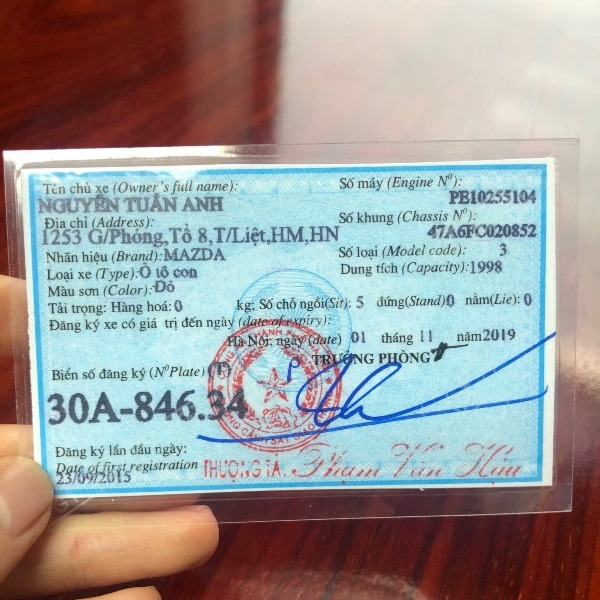 Tên chủ xe (Owner's full name):
NGUYỄN TUẤN ANH
Số máy (Engine Nº):
PE10255104
Địa chỉ (Address):
1253 G/Phóng,Tổ 8,T/Liệt,HM,HN
Số khung (Chassis Nº):
47A6FC020852
Nhãn hiệu (Brand): MAZDA
Số loại (Model code): 3
Loại xe (Type): Ô tô con
Dung tích (Capacity): 1998
Màu sơn (Color): Đỏ
Tải trọng: Hàng hoá: 0 kg; Số chỗ ngồi(Sit): 5 đứng(Stand) 0 nằm(Lie): 0
Đăng ký xe có giá trị đến ngày (date of expiry):
Hà Nội, ngày (date) 01 tháng 11 năm 2019
TRƯỞNG PHÒNG
Biển số đăng ký (NºPlate) (T)
P
30A-846.34
Đăng ký lần đầu ngày:
Date of first registration
23/09/2015
THƯỢNG TÁ. Phạm Văn Hậu